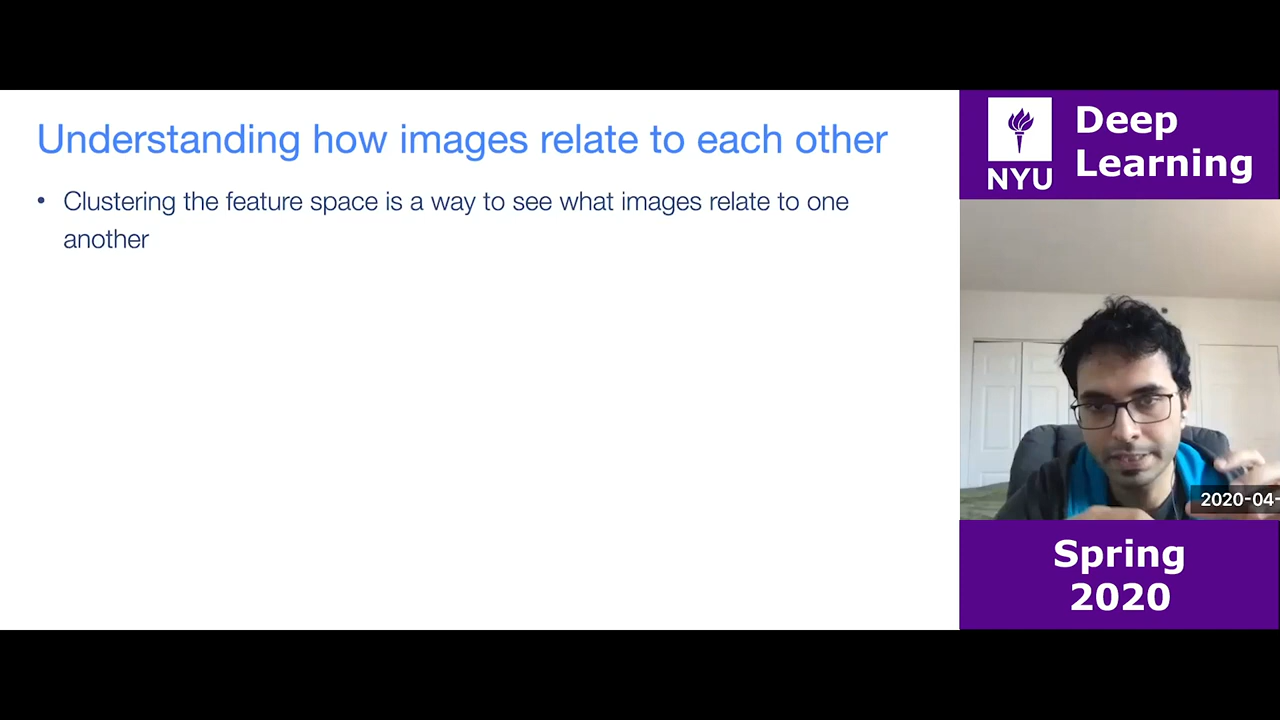 Understanding how images relate to each other
• Clustering the feature space is a way to see what images relate to one
another
NYU
Deep
Learning
2020-04-
Spring
2020